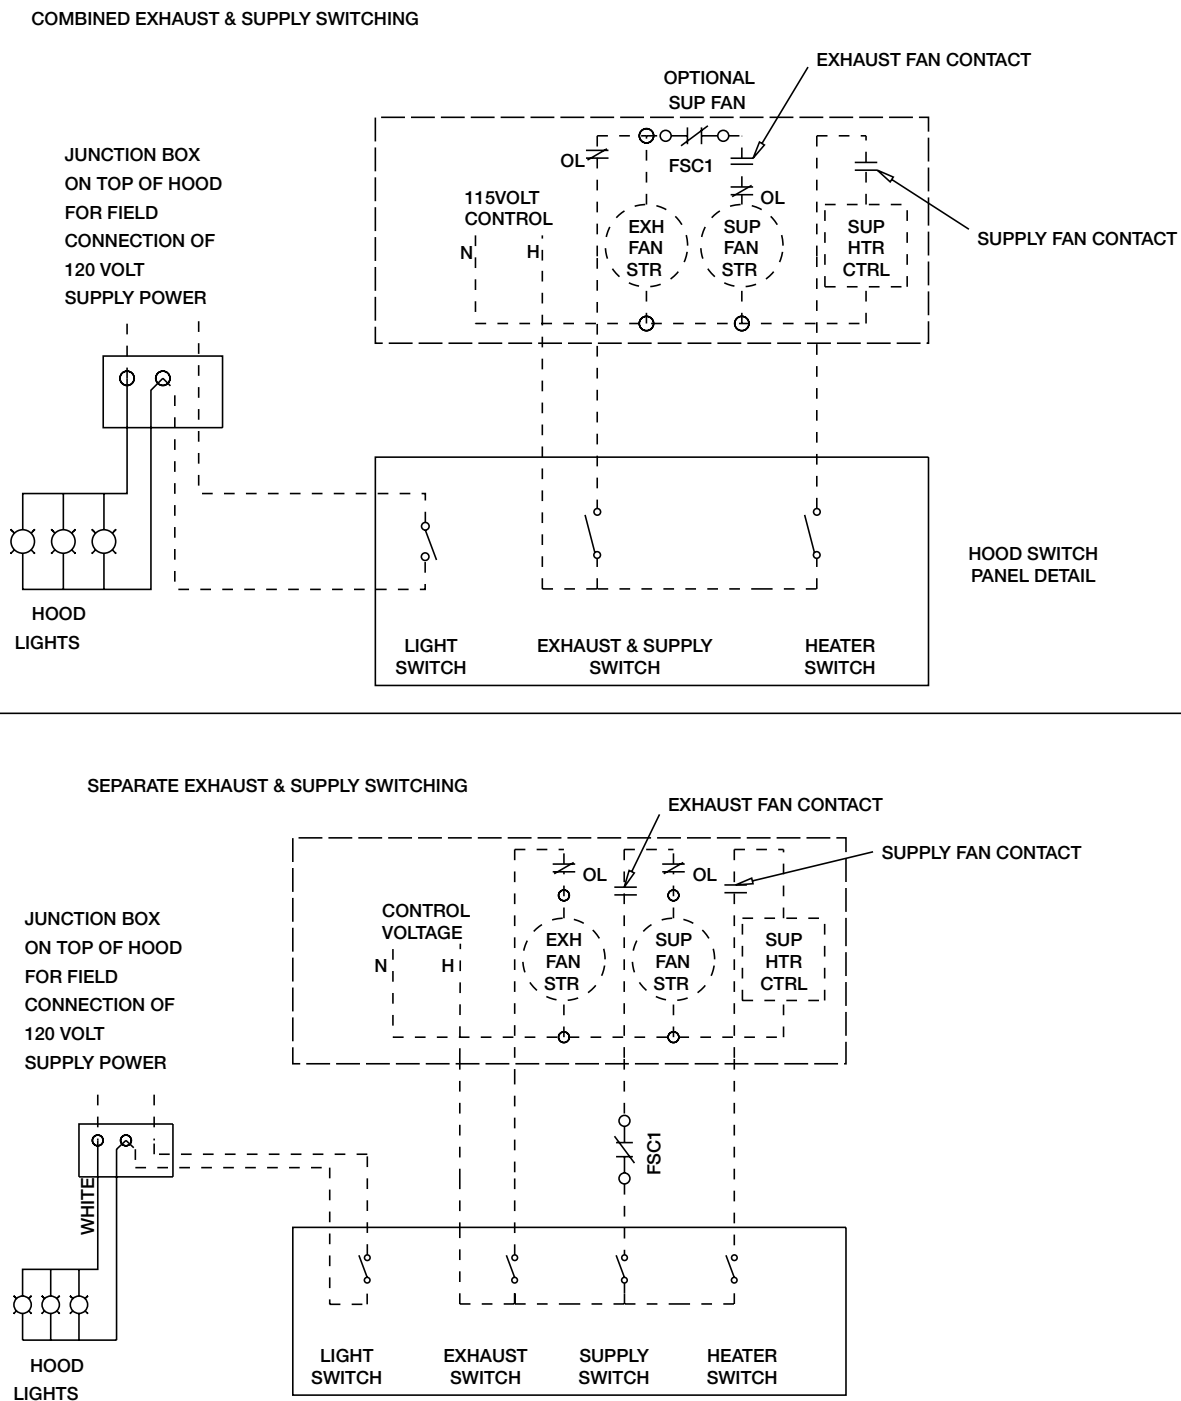 COMBINED EXHAUST & SUPPLY SWITCHING
EXHAUST FAN CONTACT
OPTIONAL
SUP FAN
JUNCTION BOX
ON TOP OF HOOD
FOR FIELD
CONNECTION OF
120 VOLT
SUPPLY POWER
OL
FSC1
115VOLT
CONTROL
N
H
OL
EXH
FAN
STR
SUP
FAN
STR
SUP
HTR
CTRL
SUPPLY FAN CONTACT
HOOD SWITCH
PANEL DETAIL
HOOD
LIGHTS
LIGHT
SWITCH
EXHAUST & SUPPLY
SWITCH
HEATER
SWITCH
SEPARATE EXHAUST & SUPPLY SWITCHING
EXHAUST FAN CONTACT
SUPPLY FAN CONTACT
OL
OL
JUNCTION BOX
ON TOP OF HOOD
FOR FIELD
CONNECTION OF
120 VOLT
SUPPLY POWER
CONTROL
VOLTAGE
N
H
EXH
FAN
STR
SUP
FAN
STR
SUP
HTR
CTRL
FSC1
WHITE
HOOD
LIGHTS
LIGHT
SWITCH
EXHAUST
SWITCH
SUPPLY
SWITCH
HEATER
SWITCH